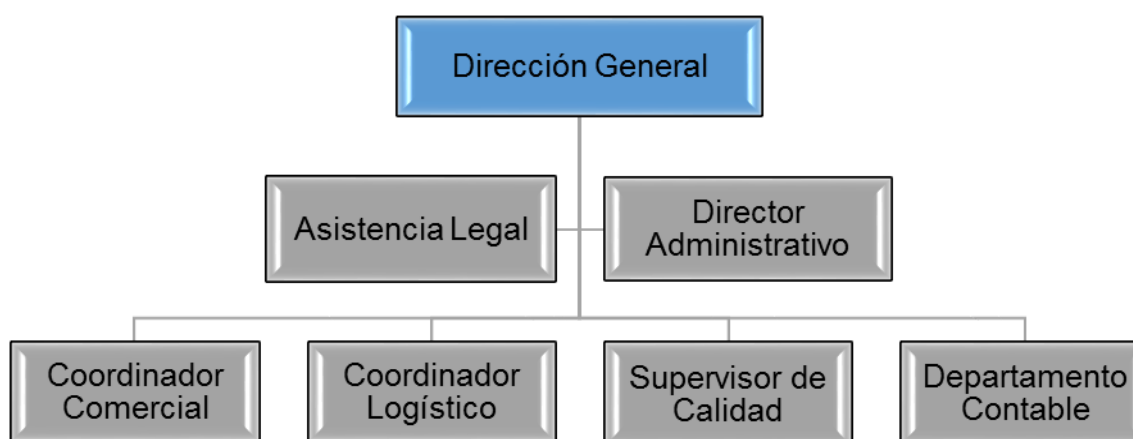 Dirección General
Asistencia Legal
Director
Administrativo
Coordinador
Comercial
Coordinador
Logístico
Supervisor de
Calidad
Departamento
Contable